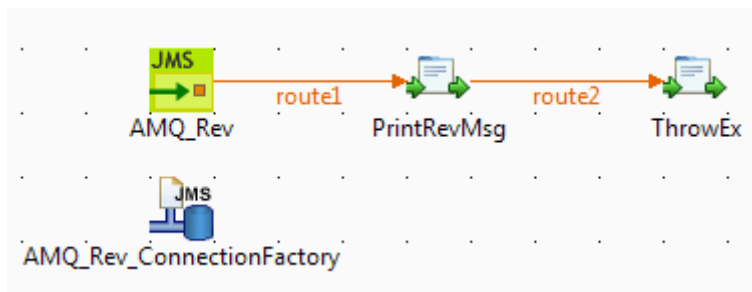 JMS
route1
route2
AMQ_Rev
PrintRevMsg
ThrowEx
JMS
AMQ_Rev_ConnectionFactory